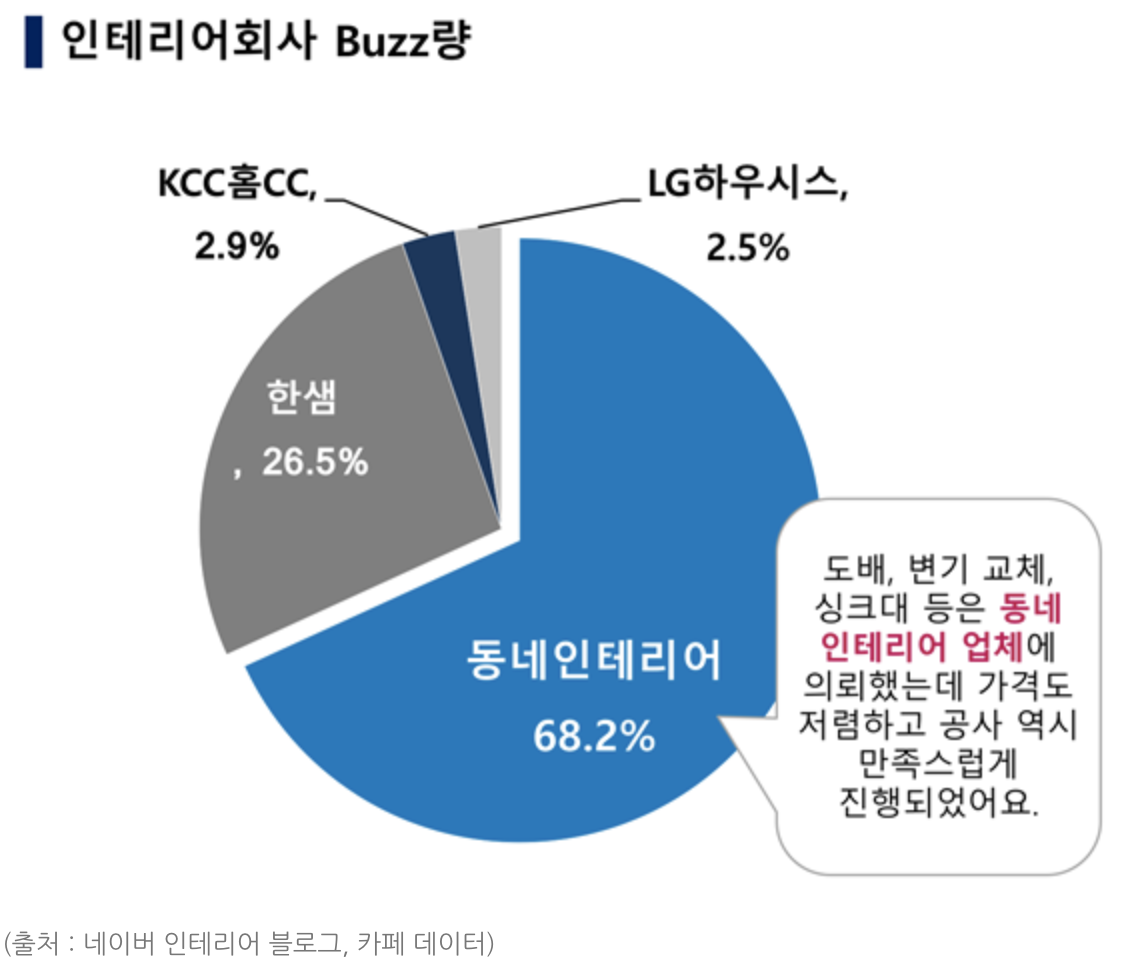 인테리어회사 Buzz량
KCC홈CC,
2.9%
LG하우시스,
2.5%
한샘
, 26.5%
동네인테리어
68.2%
도배, 변기 교체,
싱크대 등은 동네
인테리어 업체에
의뢰했는데 가격도
저렴하고 공사 역시
만족스럽게
진행되었어요.
(출처 : 네이버 인테리어 블로그, 카페 데이터)